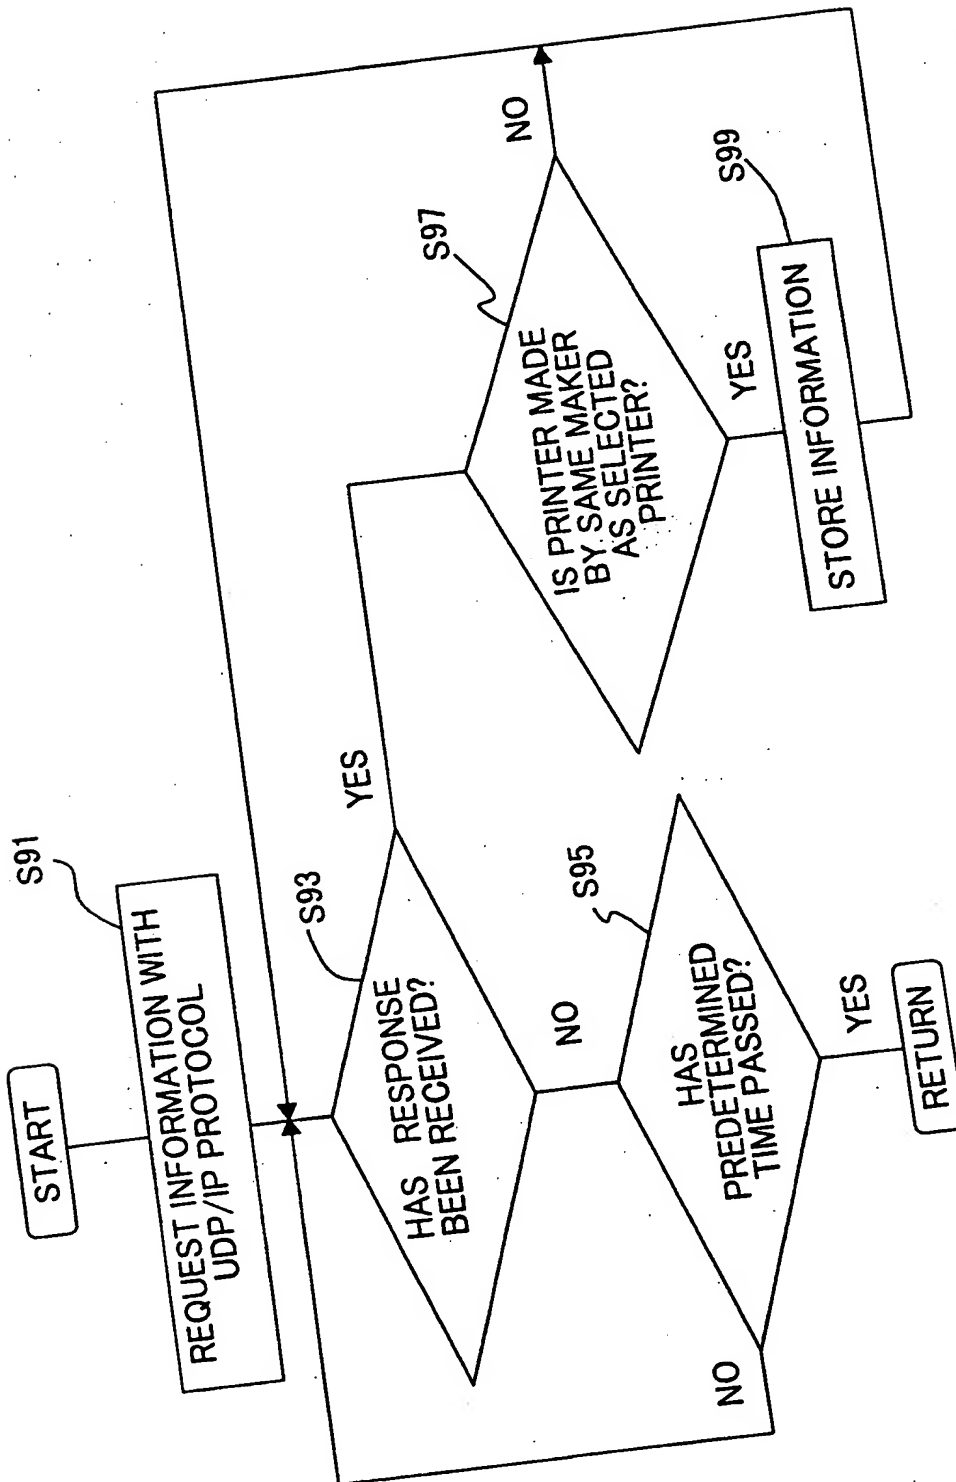 START
S91
REQUEST INFORMATION WITH
UDP/IP PROTOCOL
S93
HAS RESPONSE
BEEN RECEIVED?
YES
NO
S95
HAS
PREDETERMINED
TIME PASSED?
NO
YES
RETURN
S97
IS PRINTER MADE
BY SAME MAKER
AS SELECTED
PRINTER?
NO
YES
S99
STORE INFORMATION